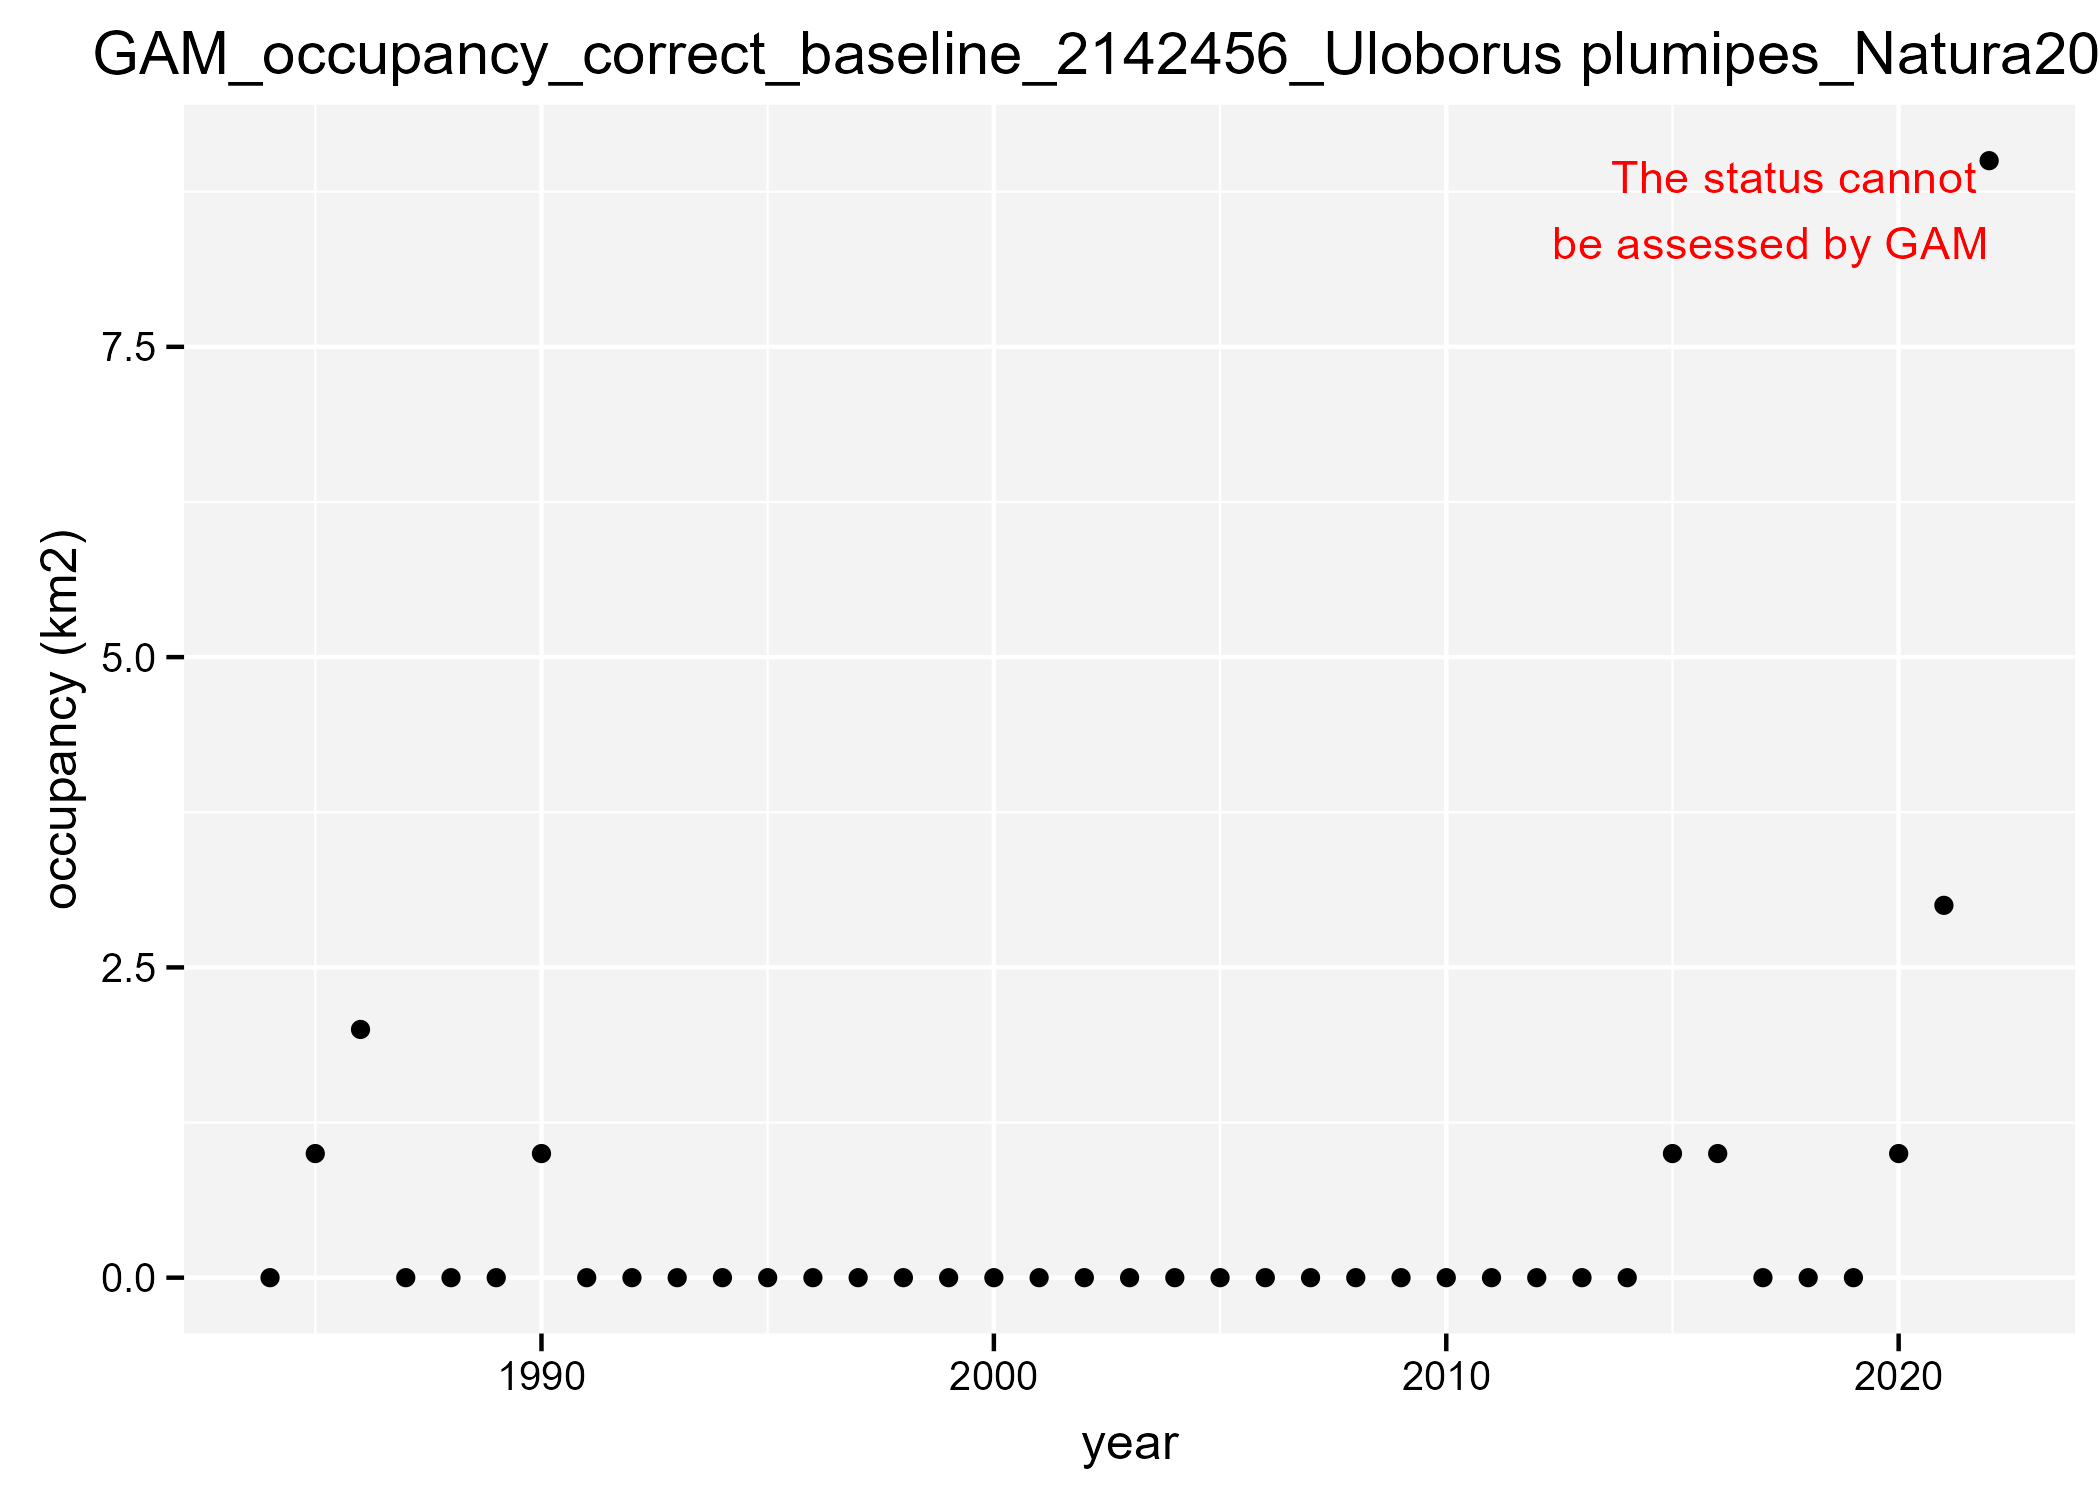 GAM_occupancy_correct_baseline_2142456_Uloborus plumipes_Natura20
The status cannot
be assessed by GAM
occupancy (km2)
7.5
5.0
2.5
0.0
1990 2000 2010 2020
year